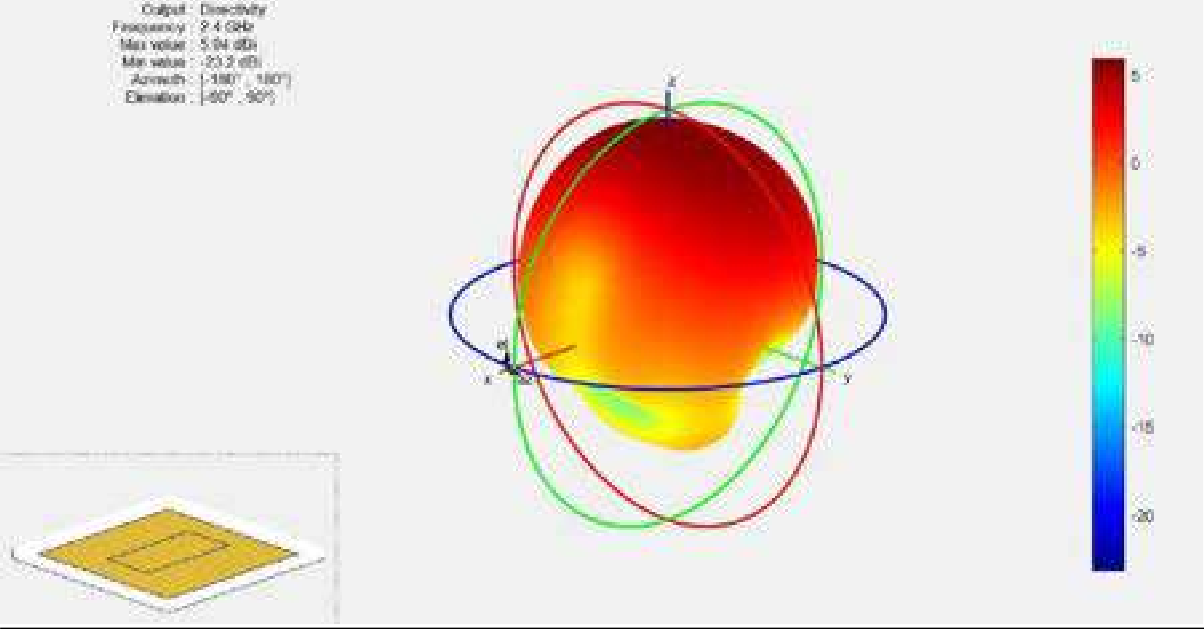 Output : Directivity
Frequency : 2.4 GHz
Max value : 5.94 dBi
Min value : -23.2 dBi
Azimuth : [-180° , 180°]
Elevation : [-90° , 90°]
z
5
0
-5
-10
-15
-20
x
y